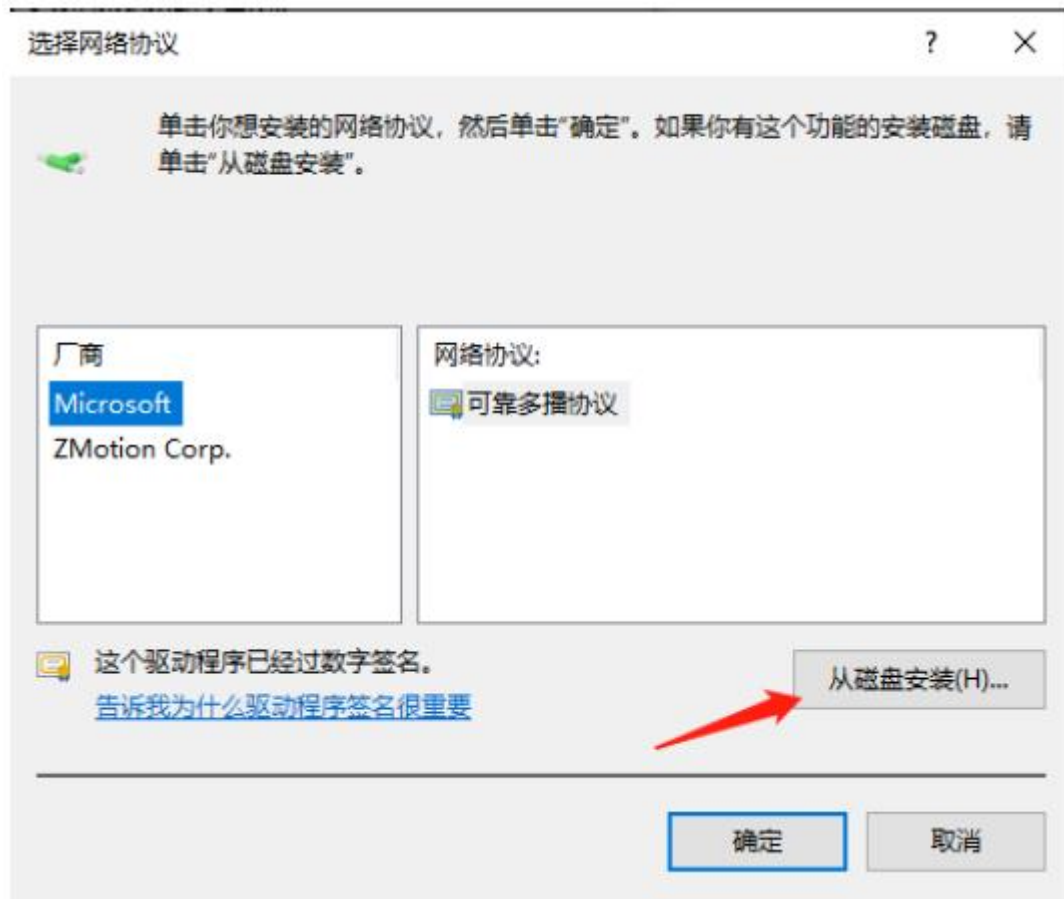 选择网络协议
单击你想安装的网络协议，然后单击“确定”。如果你有这个功能的安装磁盘，请
单击“从磁盘安装”。
厂商
Microsoft
ZMotion Corp.
网络协议:
可靠多播协议
这个驱动程序已经过数字签名。
告诉我为什么驱动程序签名很重要
从磁盘安装(H)...
确定
取消